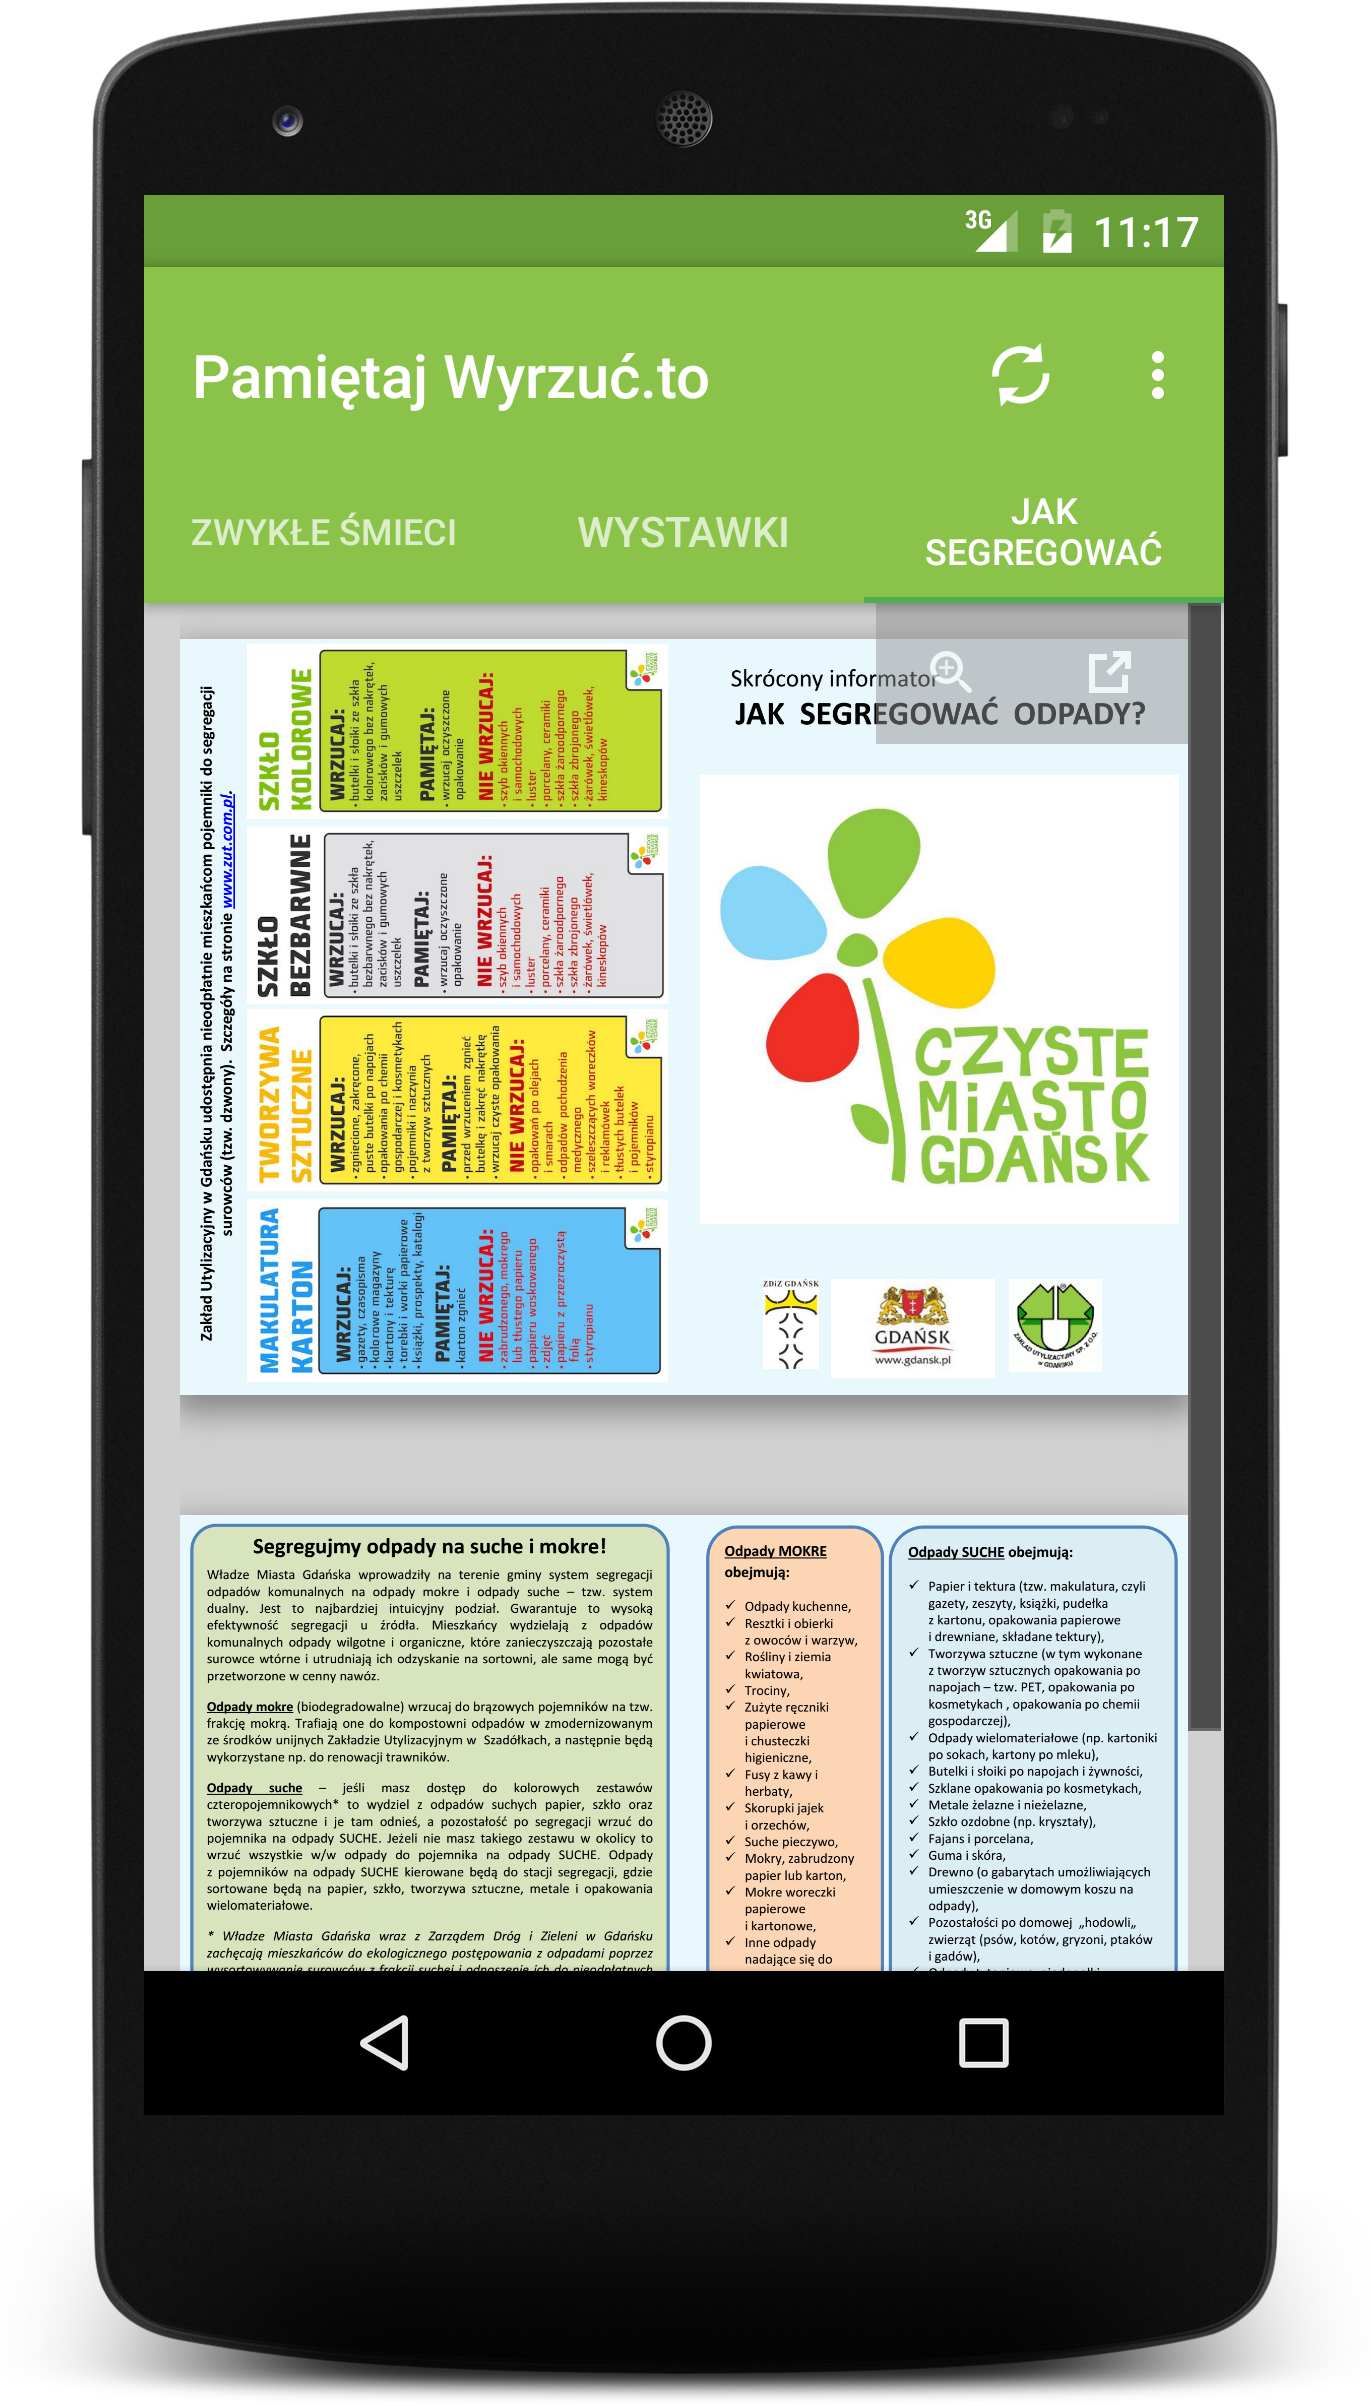 3G 11:17
Pamiętaj Wyrzuć.to
ZWYKŁE ŚMIECI
WYSTAWKI
JAK
SEGREGOWAĆ
Zakład Utylizacyjny w Gdańsku udostępnia nieodpłatnie mieszkańcom pojemniki do segregacji
surowców (tzw. dzwony). Szczegóły na stronie www.zut.com.pl.
SZKŁO
KOLOROWE
WRZUCAJ:
• butelki i słoiki ze szkła
kolorowego bez nakrętek,
zacisków i gumowych
uszczelek
PAMIĘTAJ:
• wrzucaj oczyszczone
opakowanie
NIE WRZUCAJ:
• szyb okiennych
i samochodowych
• luster
• porcelany, ceramiki
• szkła żaroodpornego
• szkła zbrojonego
• żarówek, świetlówek,
kineskopów
SZKŁO
BEZBARWNE
WRZUCAJ:
• butelki i słoiki ze szkła
bezbarwnego bez nakrętek,
zacisków i gumowych
uszczelek
PAMIĘTAJ:
• wrzucaj oczyszczone
opakowanie
NIE WRZUCAJ:
• szyb okiennych
i samochodowych
• luster
• porcelany, ceramiki
• szkła żaroodpornego
• szkła zbrojonego
• żarówek, świetlówek,
kineskopów
TWORZYWA
SZTUCZNE
WRZUCAJ:
• zgniecione, zakręcone,
puste butelki po napojach
• opakowania po chemii
gospodarczej i kosmetykach
• pojemniki i naczynia
z tworzyw sztucznych
PAMIĘTAJ:
• przed wrzuceniem zgnieć
butelkę i zakręć nakrętkę
• wrzucaj czyste opakowania
NIE WRZUCAJ:
• opakowań po olejach
i smarach
• odpadów pochodzenia
medycznego
• szeleszczących woreczków
i reklamówek
• tłustych butelek
i pojemników
• styropianu
MAKULATURA
KARTON
WRZUCAJ:
• gazety, czasopisma
• kolorowe magazyny
• kartony i tekturę
• torebki i worki papierowe
• książki, prospekty, katalogi
PAMIĘTAJ:
• karton zgnieć
NIE WRZUCAJ:
• zabrudzonego, mokrego
lub tłustego papieru
• papieru woskowanego
• zdjęć
• papieru z przezroczystą
folią
• styropianu
Skrócony informator
JAK SEGREGOWAĆ ODPADY?
CZYSTE
MiASTO
GDAŃSK
ZDiZ GDAŃSK
GDAŃSK
www.gdansk.pl
ZAKŁAD UTYLIZACYJNY SP. Z O.O.
w GDAŃSKU
Segregujmy odpady na suche i mokre!
Władze Miasta Gdańska wprowadziły na terenie gminy system segregacji
odpadów komunalnych na odpady mokre i odpady suche – tzw. system
dualny. Jest to najbardziej intuicyjny podział. Gwarantuje to wysoką
efektywność segregacji u źródła. Mieszkańcy wydzielają z odpadów
komunalnych odpady wilgotne i organiczne, które zanieczyszczają pozostałe
surowce wtórne i utrudniają ich odzyskanie na sortowni, ale same mogą być
przetworzone w cenny nawóz.
Odpady mokre (biodegradowalne) wrzucaj do brązowych pojemników na tzw.
frakcję mokrą. Trafiają one do kompostowni odpadów w zmodernizowanym
ze środków unijnych Zakładzie Utylizacyjnym w Szadółkach, a następnie będą
wykorzystane np. do renowacji trawników.
Odpady suche – jeśli masz dostęp do kolorowych zestawów
czteropojemnikowych* to wydziel z odpadów suchych papier, szkło oraz
tworzywa sztuczne i je tam odnieś, a pozostałość po segregacji wrzuć do
pojemnika na odpady SUCHE. Jeżeli nie masz takiego zestawu w okolicy to
wrzuć wszystkie w/w odpady do pojemnika na odpady SUCHE. Odpady
z pojemników na odpady SUCHE kierowane będą do stacji segregacji, gdzie
sortowane będą na papier, szkło, tworzywa sztuczne, metale i opakowania
wielomateriałowe.
* Władze Miasta Gdańska wraz z Zarządem Dróg i Zieleni w Gdańsku
zachęcają mieszkańców do ekologicznego postępowania z odpadami poprzez
wysortowywanie surowców z frakcji suchej i odnoszenie ich do nieodpłatnych
Odpady MOKRE
obejmują:
✓ Odpady kuchenne,
✓ Resztki i obierki
z owoców i warzyw,
✓ Rośliny i ziemia
kwiatowa,
✓ Trociny,
✓ Zużyte ręczniki
papierowe
i chusteczki
higieniczne,
✓ Fusy z kawy i
herbaty,
✓ Skorupki jajek
i orzechów,
✓ Suche pieczywo,
✓ Mokry, zabrudzony
papier lub karton,
✓ Mokre woreczki
papierowe
i kartonowe,
✓ Inne odpady
nadające się do
Odpady SUCHE obejmują:
✓ Papier i tektura (tzw. makulatura, czyli
gazety, zeszyty, książki, pudełka
z kartonu, opakowania papierowe
i drewniane, składane tektury),
✓ Tworzywa sztuczne (w tym wykonane
z tworzyw sztucznych opakowania po
napojach – tzw. PET, opakowania po
kosmetykach , opakowania po chemii
gospodarczej),
✓ Odpady wielomateriałowe (np. kartoniki
po sokach, kartony po mleku),
✓ Butelki i słoiki po napojach i żywności,
✓ Szklane opakowania po kosmetykach,
✓ Metale żelazne i nieżelazne,
✓ Szkło ozdobne (np. kryształy),
✓ Fajans i porcelana,
✓ Guma i skóra,
✓ Drewno (o gabarytach umożliwiających
umieszczenie w domowym koszu na
odpady),
✓ Pozostałości po domowej „hodowli„
zwierząt (psów, kotów, gryzoni, ptaków
i gadów),